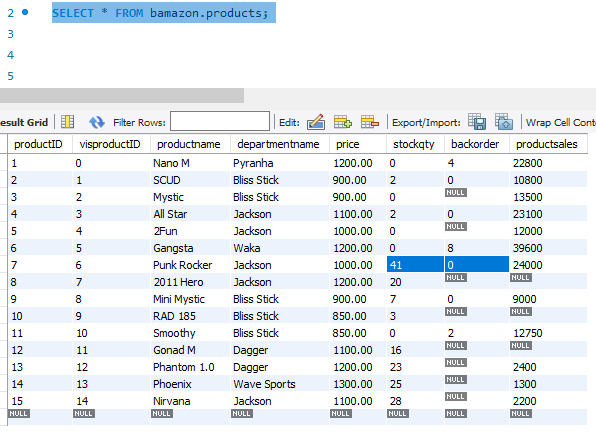 2 SELECT * FROM bamazon.products;
3
4
5
esult Grid Filter Rows: Edit: Export/Import: Wrap Cell Conte
productID visproductID productname departmentname price stockqty backorder productsales
1 0 Nano M Pyranha 1200.00 0 4 22800
2 1 SCUD Bliss Stick 900.00 2 0 10800
3 2 Mystic Bliss Stick 900.00 0 NULL 13500
4 3 All Star Jackson 1100.00 2 0 23100
5 4 2Fun Jackson 1000.00 0 NULL 12000
6 5 Gangsta Waka 1200.00 0 8 39600
7 6 Punk Rocker Jackson 1000.00 41 0 24000
8 7 2011 Hero Jackson 1200.00 20 NULL NULL
9 8 Mini Mystic Bliss Stick 900.00 7 0 9000
10 9 RAD 185 Bliss Stick 850.00 3 NULL NULL
11 10 Smoothy Bliss Stick 850.00 0 2 12750
12 11 Gonad M Dagger 1100.00 16 NULL NULL
13 12 Phantom 1.0 Dagger 1200.00 23 NULL 2400
14 13 Phoenix Wave Sports 1300.00 25 NULL 1300
15 14 Nirvana Jackson 1100.00 28 NULL 2200
NULL NULL NULL NULL NULL NULL NULL NULL